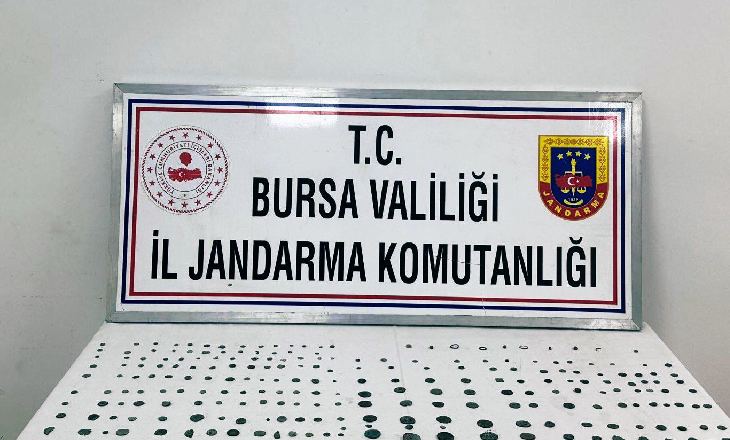 T.C.
BURSA VALİLİĞİ
İL JANDARMA KOMUTANLIĞI
JANDARMA